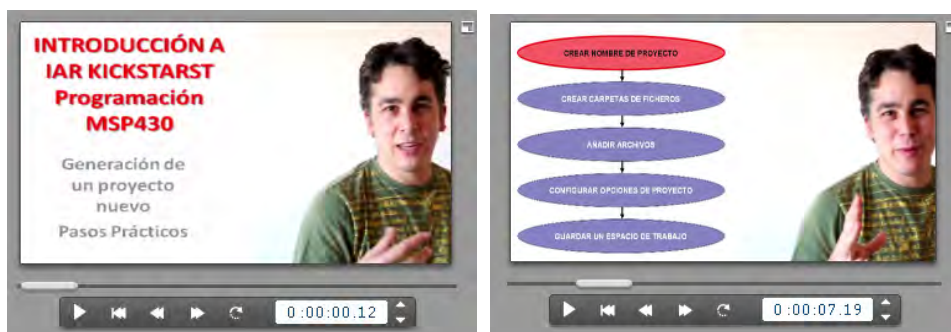 INTRODUCCIÓN A
IAR KICKSTARST
Programación
MSP430
Generación de
un proyecto
nuevo
Pasos Prácticos
0:00:00.12
CREAR NOMBRE DE PROYECTO
CREAR CARPETAS DE FICHEROS
AÑADIR ARCHIVOS
CONFIGURAR OPCIONES DE PROYECTO
GUARDAR UN ESPACIO DE TRABAJO
0:00:07.19